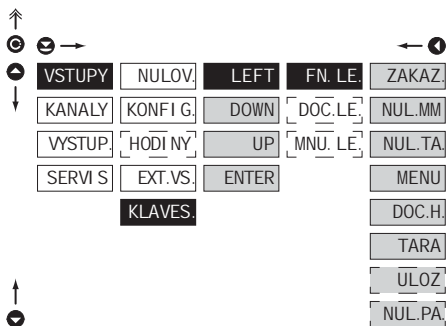 VSTUPY NULOV. LEFT FN. LE. ZAKAZ.
KANALY KONFIG. DOWN DOC.LE. NUL.MM
VYSTUP. HODINY UP MNU. LE. NUL.TA.
SERVIS EXT.VS. ENTER MENU
KLAVES. DOC.H.
TARA
ULOZ
NUL.PA.